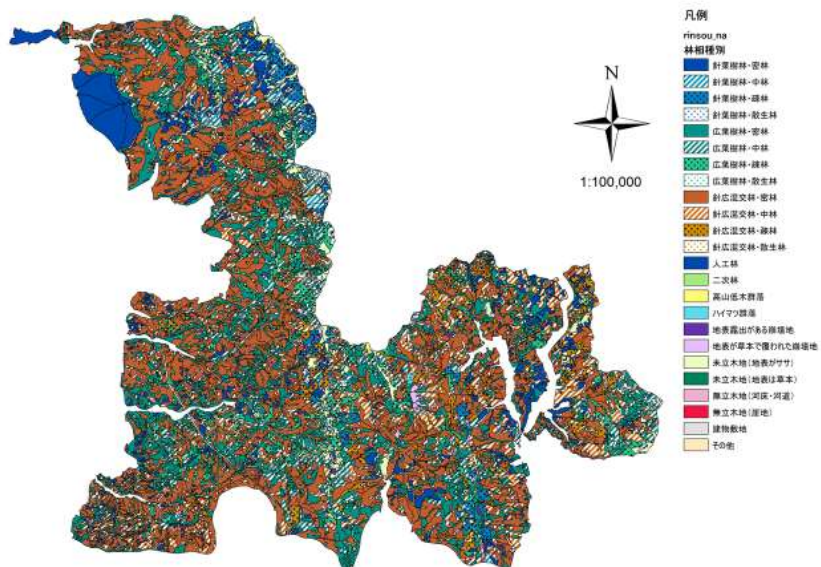 凡例
rinsou_na
林相種別
針葉樹林・密林
針葉樹林・中林
針葉樹林・疎林
針葉樹林・散生林
広葉樹林・密林
広葉樹林・中林
広葉樹林・疎林
広葉樹林・散生林
針広混交林・密林
針広混交林・中林
針広混交林・疎林
針広混交林・散生林
人工林
二次林
高山低木群落
ハイマツ群落
地表露出がある崩壊地
地表が草本で覆われた崩壊地
未立木地(地表がササ)
未立木地(地表は草本)
無立木地(河床・河道)
無立木地(崖地)
建物敷地
その他
N
1:100,000